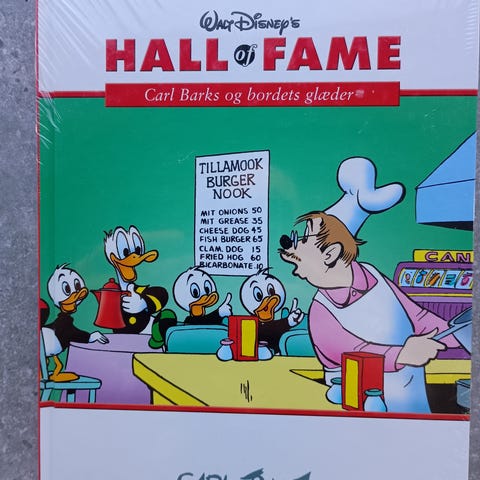 WALT DISNEY'S
HALL of FAME
Carl Barks og bordets glæder
TILLAMOOK
BURGER
NOOK
MIT ONIONS 50
MIT GREASE 35
CHEESE DOG 45
FISH BURGER 65
CLAM DOG 15
FRIED HOG 60
BICARBONATE .10
CAN